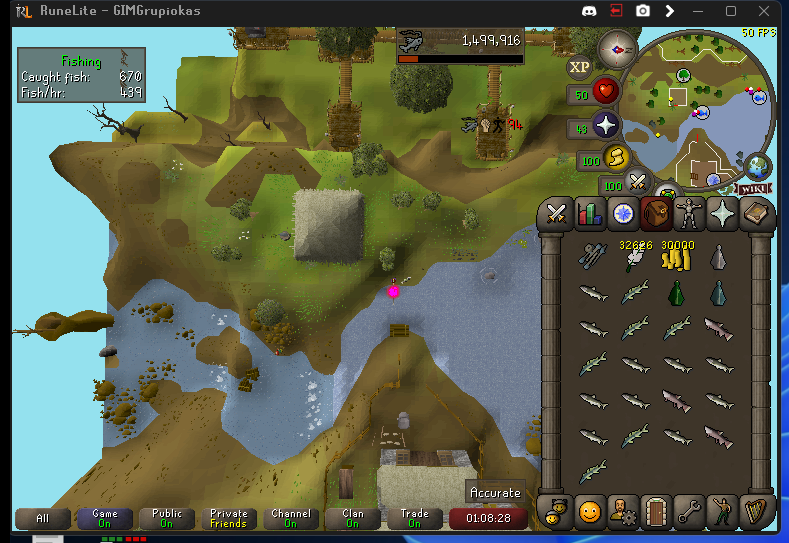 RuneLite - GIMGrupiokas
50 FPS
Fishing
Caught fish: 670
Fish/hr: 439
1,499,916
XP
50
43
100
100
WIKI
32626
30000
Accurate
All
Game
On
Public
On
Private
Friends
Channel
On
Clan
On
Trade
On
01:08:28